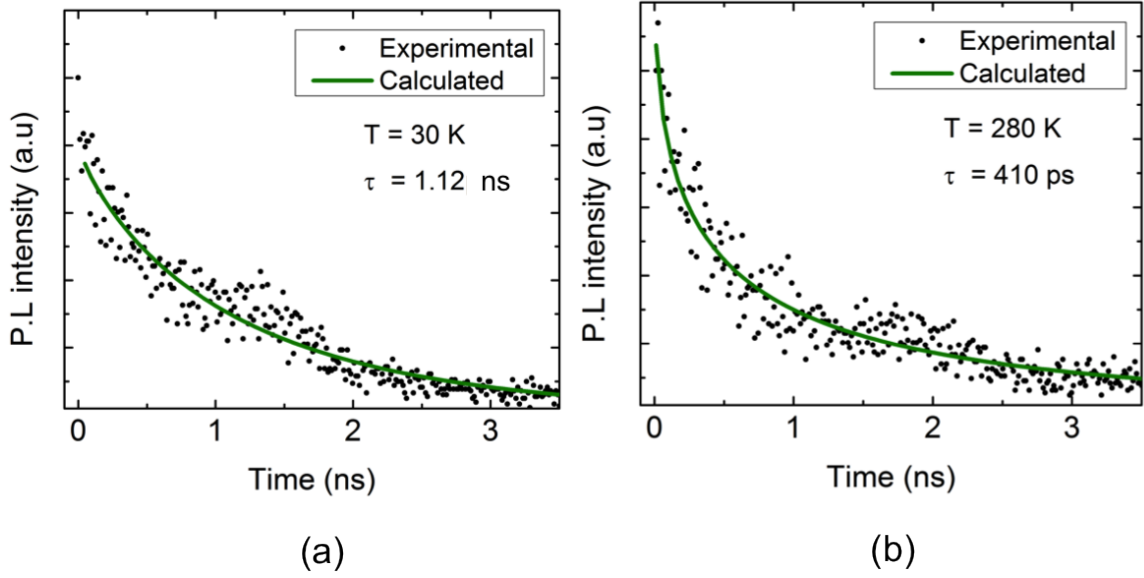 Experimental
Calculated
T = 30 K
τ = 1.12 ns
P.L intensity (a.u)
0 1 2 3
Time (ns)
(a)
Experimental
Calculated
T = 280 K
τ = 410 ps
P.L intensity (a.u)
0 1 2 3
Time (ns)
(b)